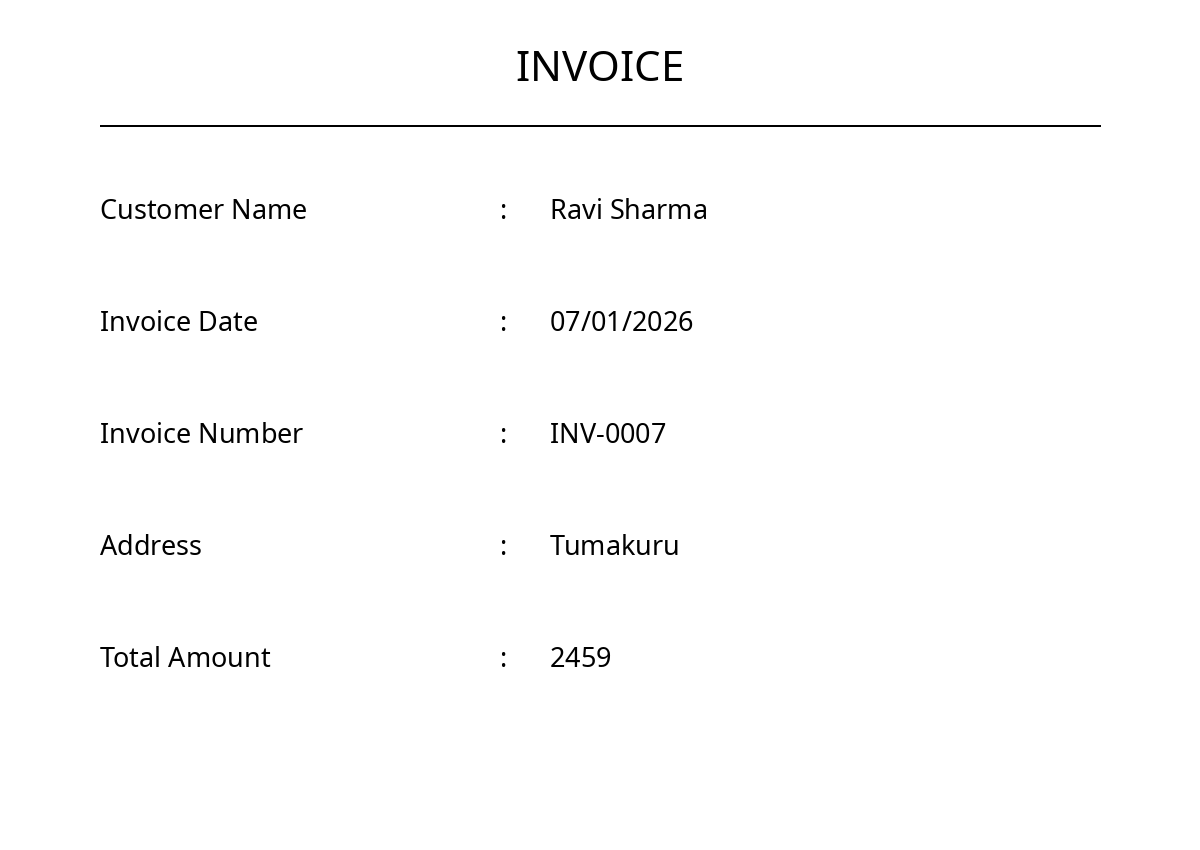 INVOICE
Customer Name : Ravi Sharma
Invoice Date : 07/01/2026
Invoice Number : INV-0007
Address : Tumakuru
Total Amount : 2459